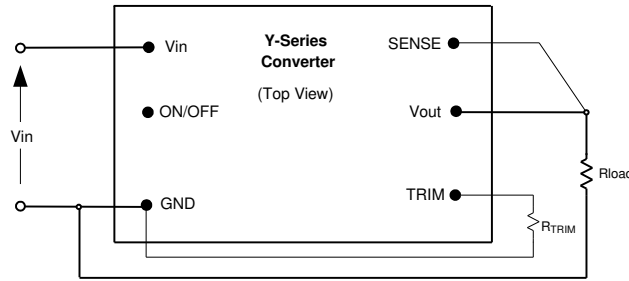 Y-Series
Converter
(Top View)
Vin
SENSE
ON/OFF
Vout
Vin
Rload
GND
TRIM
RTRIM